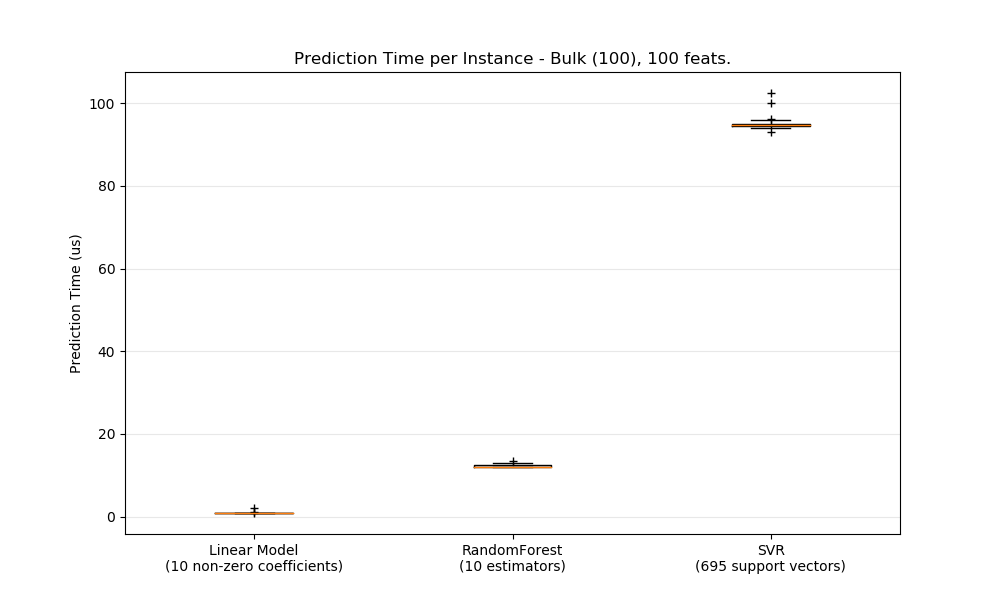 Prediction Time per Instance - Bulk (100), 100 feats.
100
80
60
40
20
0
Prediction Time (us)
Linear Model
(10 non-zero coefficients)
RandomForest
(10 estimators)
SVR
(695 support vectors)